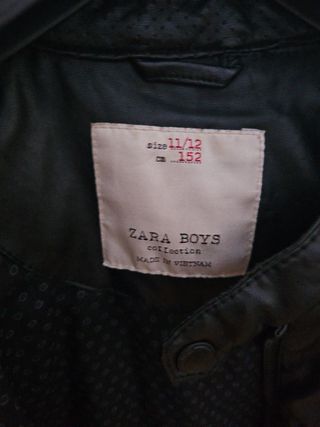 size 11/12
cm 152
ZARA BOYS
collection
MADE IN VIETNAM